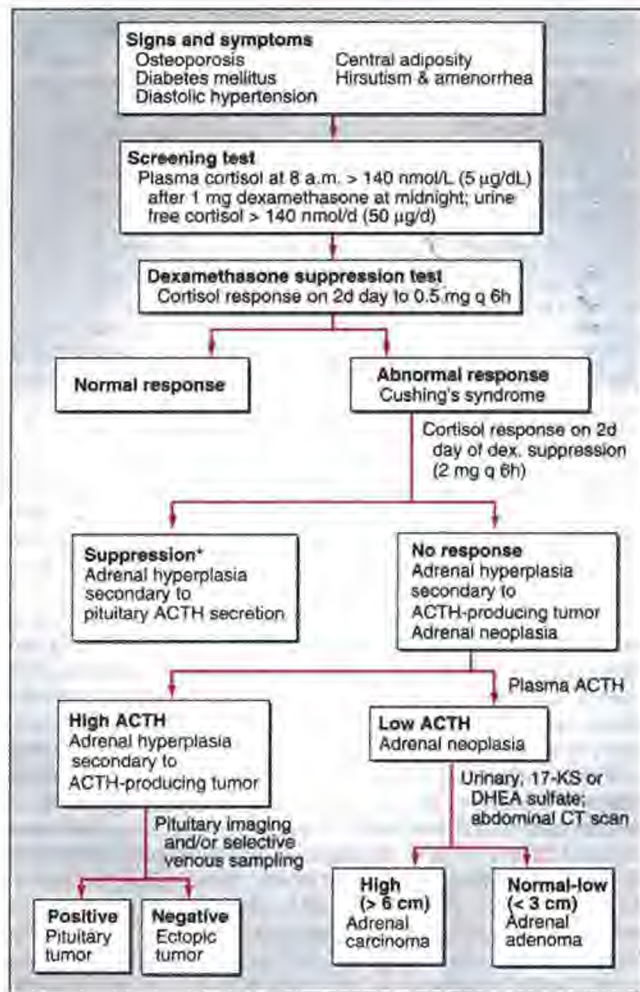 Signs and symptoms
Osteoporosis Central adiposity
Diabetes mellitus Hirsutism & amenorrhea
Diastolic hypertension
Screening test
Plasma cortisol at 8 a.m. > 140 nmol/L (5 µg/dL)
after 1 mg dexamethasone at midnight; urine
free cortisol > 140 nmol/d (50 µg/d)
Dexamethasone suppression test
Cortisol response on 2d day to 0.5 mg q 6h
Normal response
Abnormal response
Cushing's syndrome
Cortisol response on 2d
day of dex. suppression
(2 mg q 6h)
Suppression*
Adrenal hyperplasia
secondary to
pituitary ACTH secretion
No response
Adrenal hyperplasia
secondary to
ACTH-producing tumor
Adrenal neoplasia
Plasma ACTH
High ACTH
Adrenal hyperplasia
secondary to
ACTH-producing tumor
Low ACTH
Adrenal neoplasia
Pituitary imaging
and/or selective
venous sampling
Urinary, 17-KS or
DHEA sulfate;
abdominal CT scan
Positive
Pituitary
tumor
Negative
Ectopic
tumor
High
(> 6 cm)
Adrenal
carcinoma
Normal-low
(< 3 cm)
Adrenal
adenoma